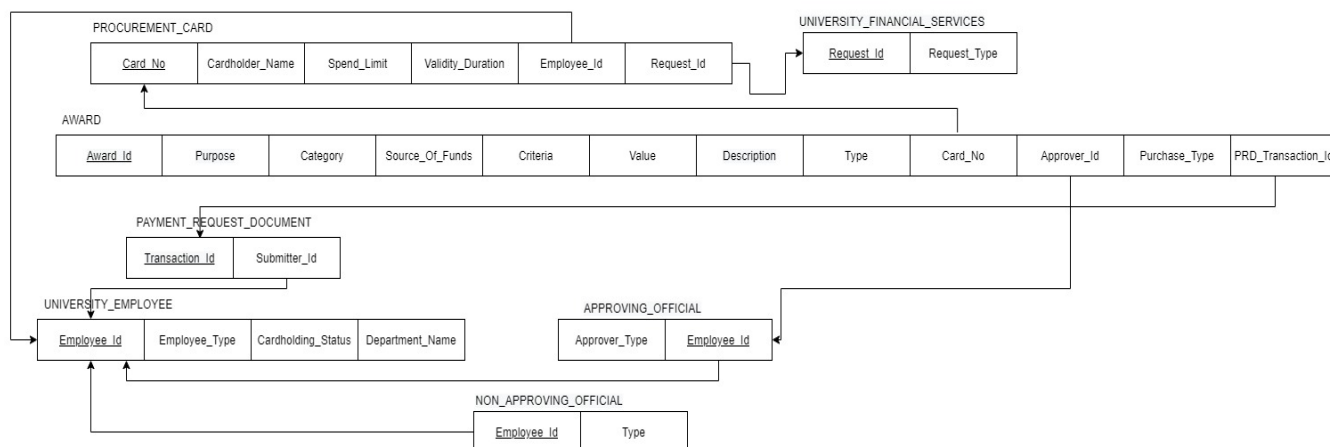 PROCUREMENT_CARD
UNIVERSITY_FINANCIAL_SERVICES
Card_No Cardholder_Name Spend_Limit Validity_Duration Employee_Id Request_Id
Request_Id Request_Type
AWARD
Award_Id Purpose Category Source_Of_Funds Criteria Value Description Type Card_No Approver_Id Purchase_Type PRD_Transaction_Id
PAYMENT_REQUEST_DOCUMENT
Transaction_Id Submitter_Id
UNIVERSITY_EMPLOYEE
APPROVING_OFFICIAL
Employee_Id Employee_Type Cardholding_Status Department_Name
Approver_Type Employee_Id
NON_APPROVING_OFFICIAL
Employee_Id Type